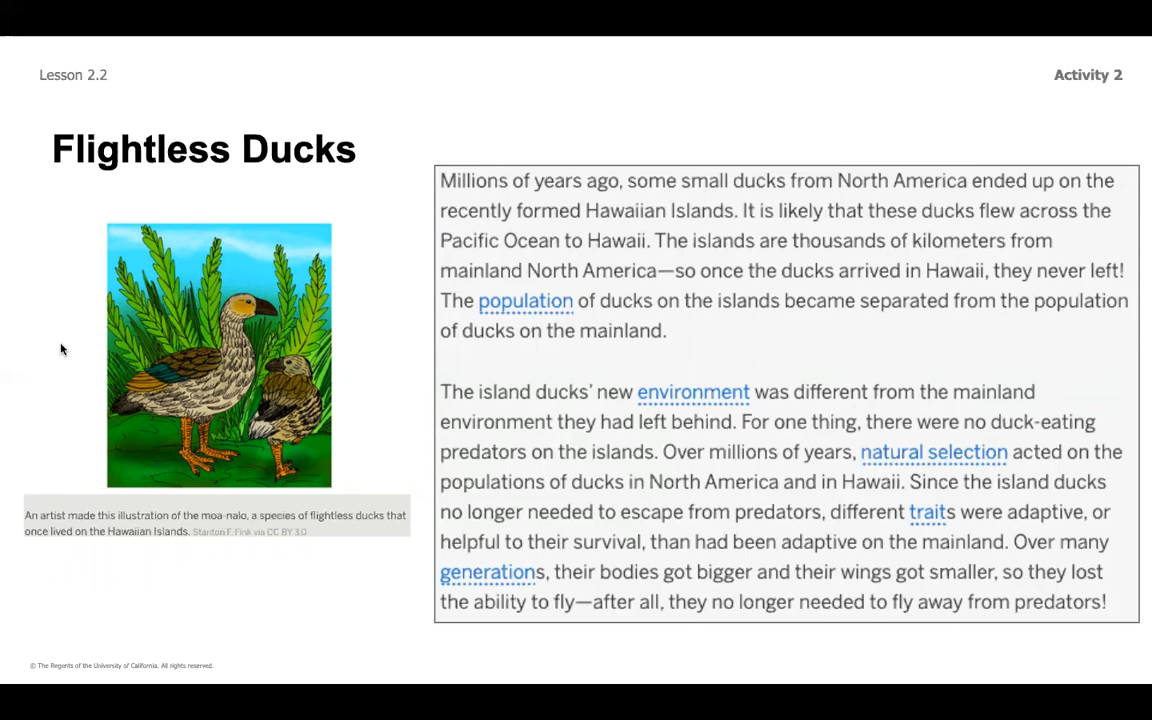 Lesson 2.2
Activity 2
Flightless Ducks
Millions of years ago, some small ducks from North America ended up on the
recently formed Hawaiian Islands. It is likely that these ducks flew across the
Pacific Ocean to Hawaii. The islands are thousands of kilometers from
mainland North America—so once the ducks arrived in Hawaii, they never left!
The population of ducks on the islands became separated from the population
of ducks on the mainland.
The island ducks’ new environment was different from the mainland
environment they had left behind. For one thing, there were no duck-eating
predators on the islands. Over millions of years, natural selection acted on the
populations of ducks in North America and in Hawaii. Since the island ducks
no longer needed to escape from predators, different traits were adaptive, or
helpful to their survival, than had been adaptive on the mainland. Over many
generations, their bodies got bigger and their wings got smaller, so they lost
the ability to fly—after all, they no longer needed to fly away from predators!
An artist made this illustration of the moa-nalo, a species of flightless ducks that
once lived on the Hawaiian Islands. Stanton F. Fink via CC BY 3.0
© The Regents of the University of California. All rights reserved.